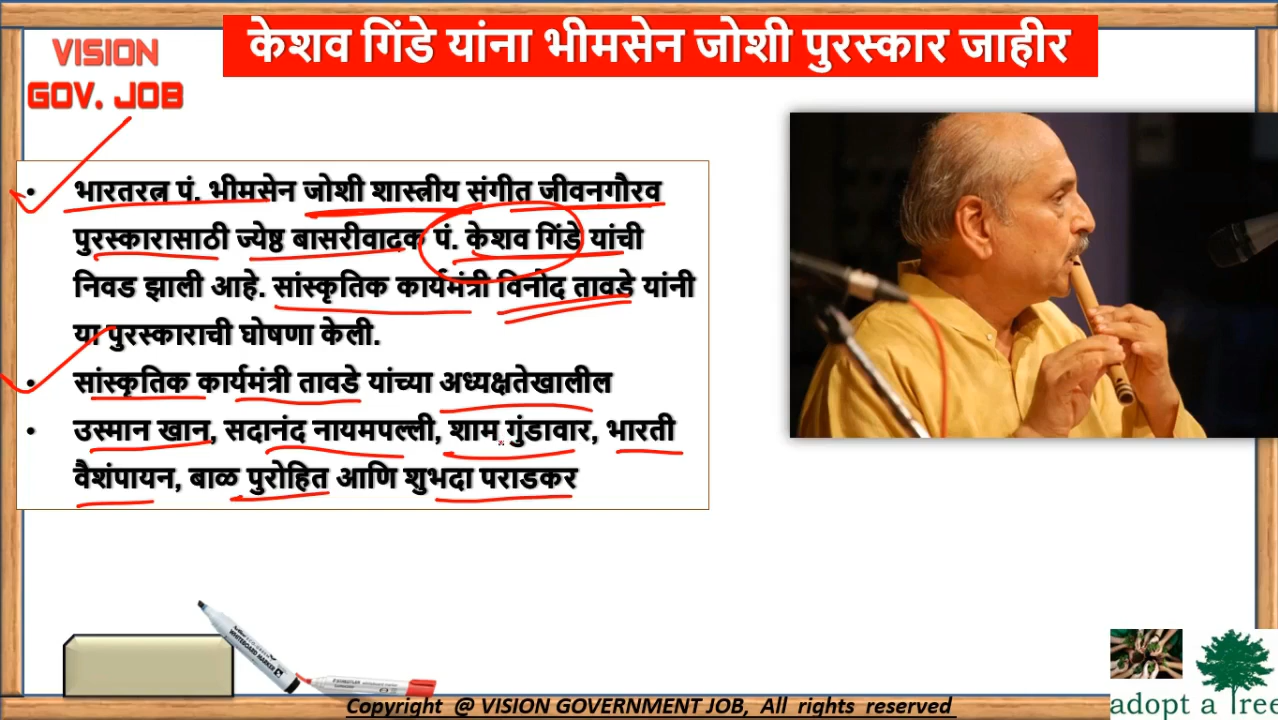 केशव गिंडे यांना भीमसेन जोशी पुरस्कार जाहीर
VISION
GOV. JOB
• भारतरत्न पं. भीमसेन जोशी शास्त्रीय संगीत जीवनगौरव
पुरस्कारासाठी ज्येष्ठ बासरीवादक पं. केशव गिंडे यांची
निवड झाली आहे. सांस्कृतिक कार्यमंत्री विनोद तावडे यांनी
या पुरस्काराची घोषणा केली.
• सांस्कृतिक कार्यमंत्री तावडे यांच्या अध्यक्षतेखालील
• उस्मान खान, सदानंद नायमपल्ली, शाम गुंडावार, भारती
वैशंपायन, बाळ पुरोहित आणि शुभदा पराडकर
Copyright @ VISION GOVERNMENT JOB, All rights reserved
adopt a Tree